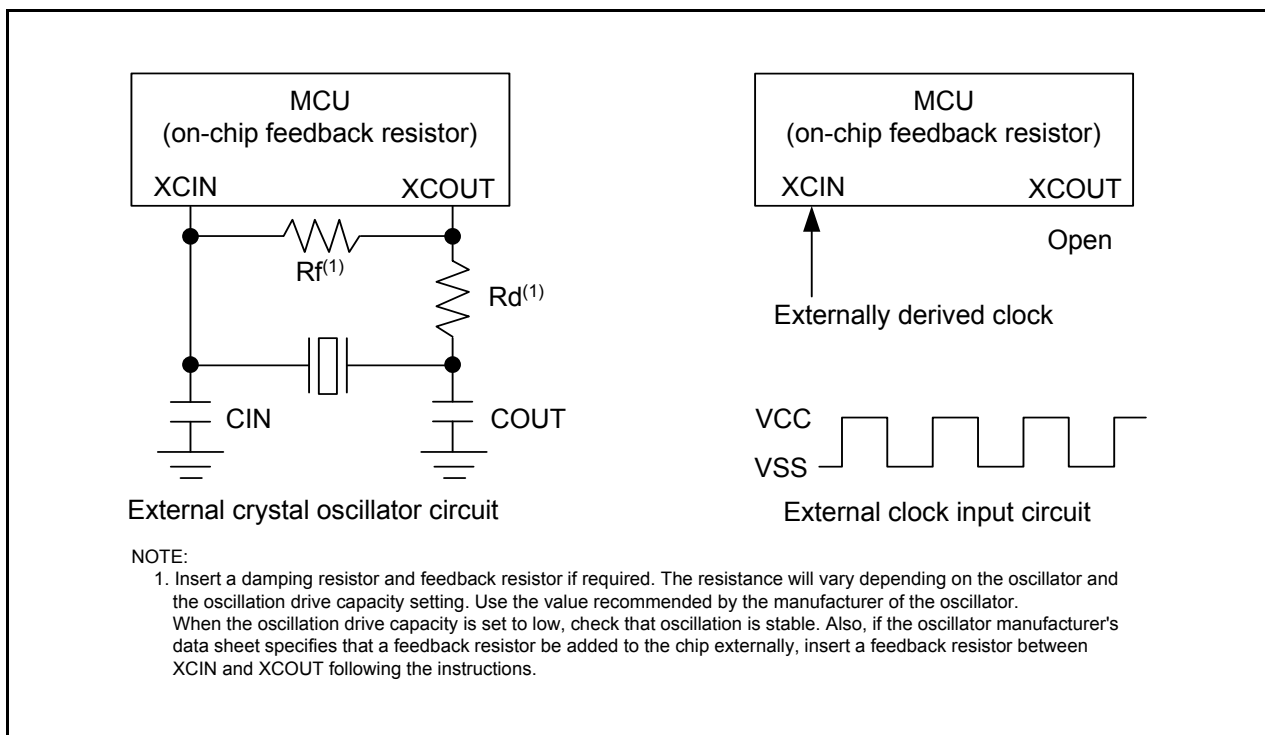 MCU
(on-chip feedback resistor)
XCIN
XCOUT
Rf(1)
Rd(1)
CIN
COUT
External crystal oscillator circuit
MCU
(on-chip feedback resistor)
XCIN
XCOUT
Open
Externally derived clock
VCC
VSS
External clock input circuit
NOTE:
1. Insert a damping resistor and feedback resistor if required. The resistance will vary depending on the oscillator and
the oscillation drive capacity setting. Use the value recommended by the manufacturer of the oscillator.
When the oscillation drive capacity is set to low, check that oscillation is stable. Also, if the oscillator manufacturer's
data sheet specifies that a feedback resistor be added to the chip externally, insert a feedback resistor between
XCIN and XCOUT following the instructions.